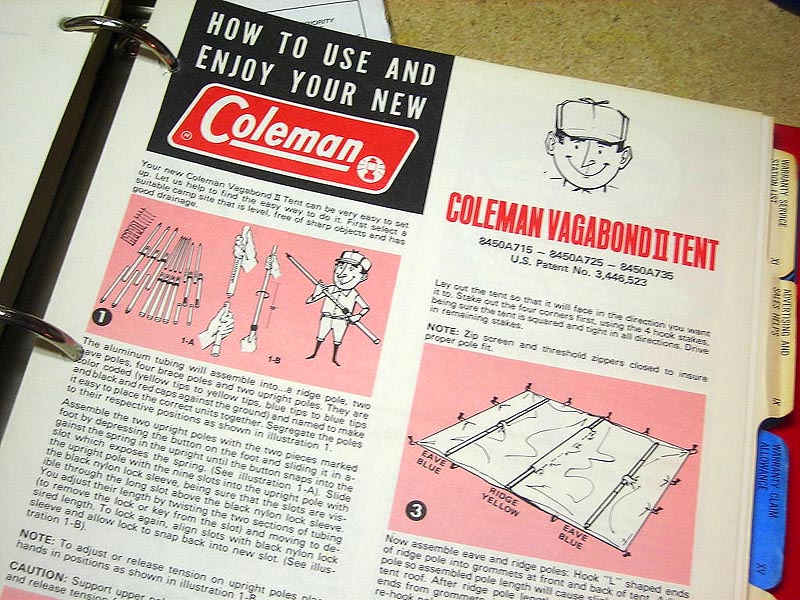 PRIORITY
HOW TO USE AND
ENJOY YOUR NEW
Coleman
Your new Coleman Vagabond II Tent can be very easy to set
up. Let us help to find the easy way to do it. First select a
suitable camp site that is level, free of sharp objects and has
good drainage.
1
1-A
1-B
The aluminum tubing will assemble into...a ridge pole, two
eave poles, four brace poles and two upright poles. They are
color coded (yellow tips to yellow tips, blue tips to blue tips
and black and red caps against the ground) and named to make
it easy to place the correct units together. Segregate the poles
to their respective positions as shown in illustration 1.
Assemble the two upright poles with the two pieces marked
foot by depressing the button on the foot and sliding it in a-
gainst the spring in the upright until the button snaps into the
slot which exposes the spring. (See illustration 1-A). Slide
the upright pole with the nine slots into the upright pole with
the black nylon lock sleeve, being sure that the slots are vis-
ible through the long slot above the black nylon lock sleeve.
You adjust their length by twisting the two sections of tubing
(to remove the lock or key from the slot) and moving to de-
sired length. To lock again, align slots with black nylon lock
sleeve and allow lock to snap back into new slot. (See illus-
tration 1-B).
NOTE: To adjust or release tension on upright poles place
hands in positions as shown in illustration 1-B
CAUTION: Support upper
and release tension
COLEMAN VAGABOND II TENT
8450A715 – 8450A725 – 8450A735
U.S. Patent No. 3,446,523
Lay out the tent so that it will face in the direction you want
it to. Stake out the four corners first, using the 4 hook stakes,
being sure the tent is squared and tight in all directions. Drive
in remaining stakes.
NOTE: Zip screen and threshold zippers closed to insure
proper pole fit.
EAVE
BLUE
RIDGE
YELLOW
EAVE
BLUE
3
Now assemble eave and ridge poles: Hook "L" shaped ends
of ridge pole into grommets at front and back of tent.
pole so assembled pole length will cause
tent roof. After ridge pole
ends from grommets
re-hook
WARRANTY SERVICE
STATION LIST
XI
ADVERTISING AND
SALES HELPS
IX
WARRANTY CLAIM
ALLOWANCE
XV